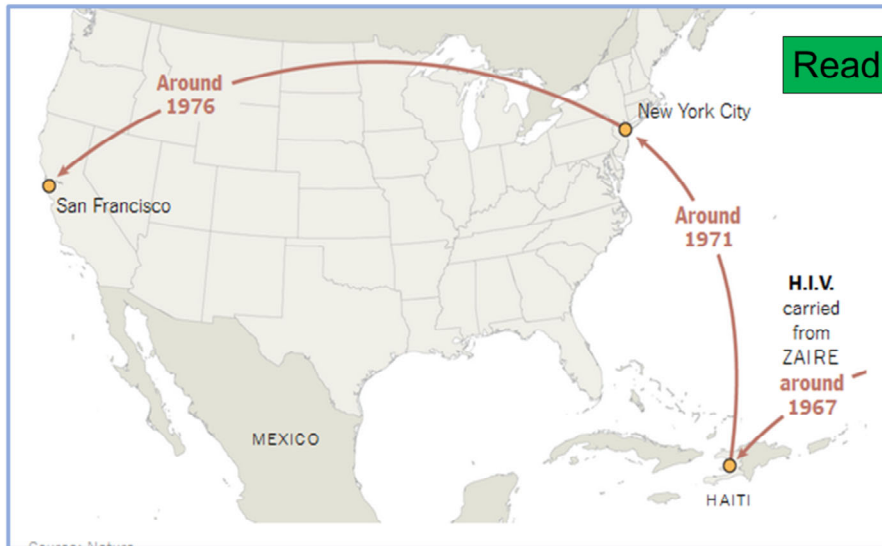 Read
Around
1976
New York City
San Francisco
Around
1971
H.I.V.
carried
from
ZAIRE
around
1967
MEXICO
HAITI